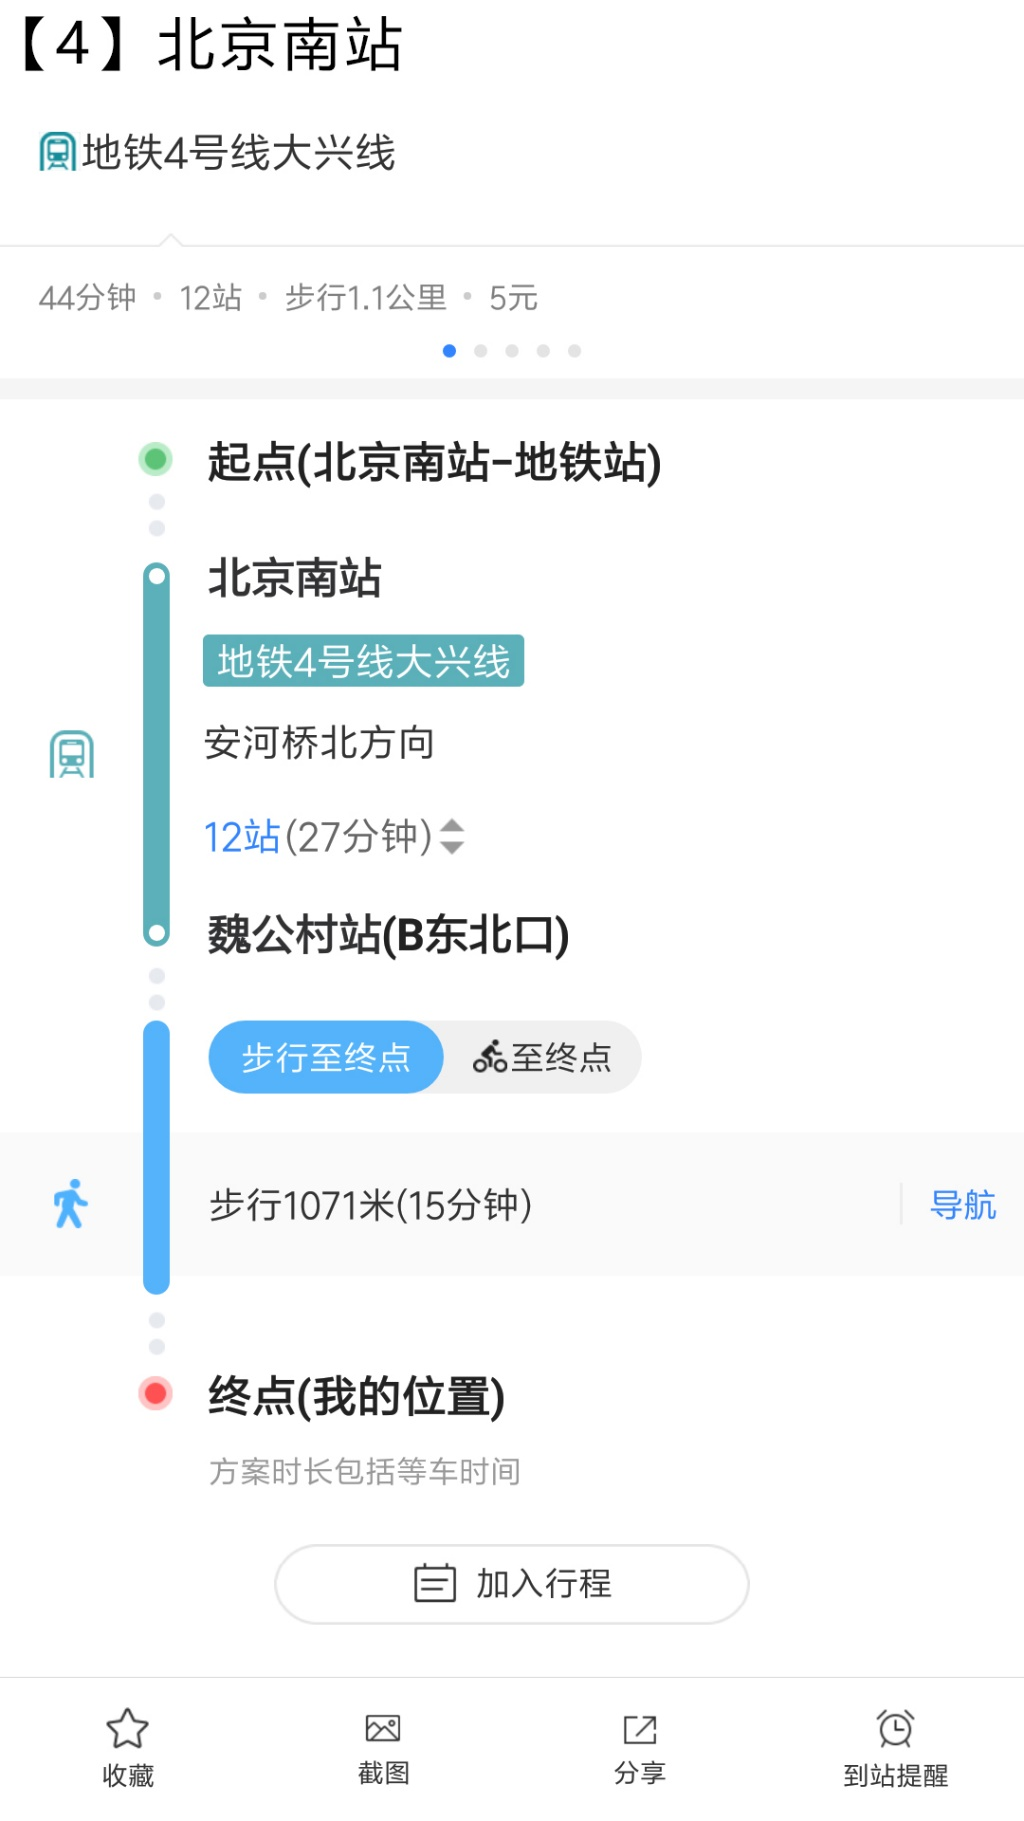 【4】北京南站
地铁4号线大兴线
44分钟 • 12站 • 步行1.1公里 • 5元
起点(北京南站-地铁站)
北京南站
地铁4号线大兴线
安河桥北方向
12站(27分钟)
魏公村站(B东北口)
步行至终点 至终点
步行1071米(15分钟) 导航
终点(我的位置)
方案时长包括等车时间
加入行程
收藏 截图 分享 到站提醒